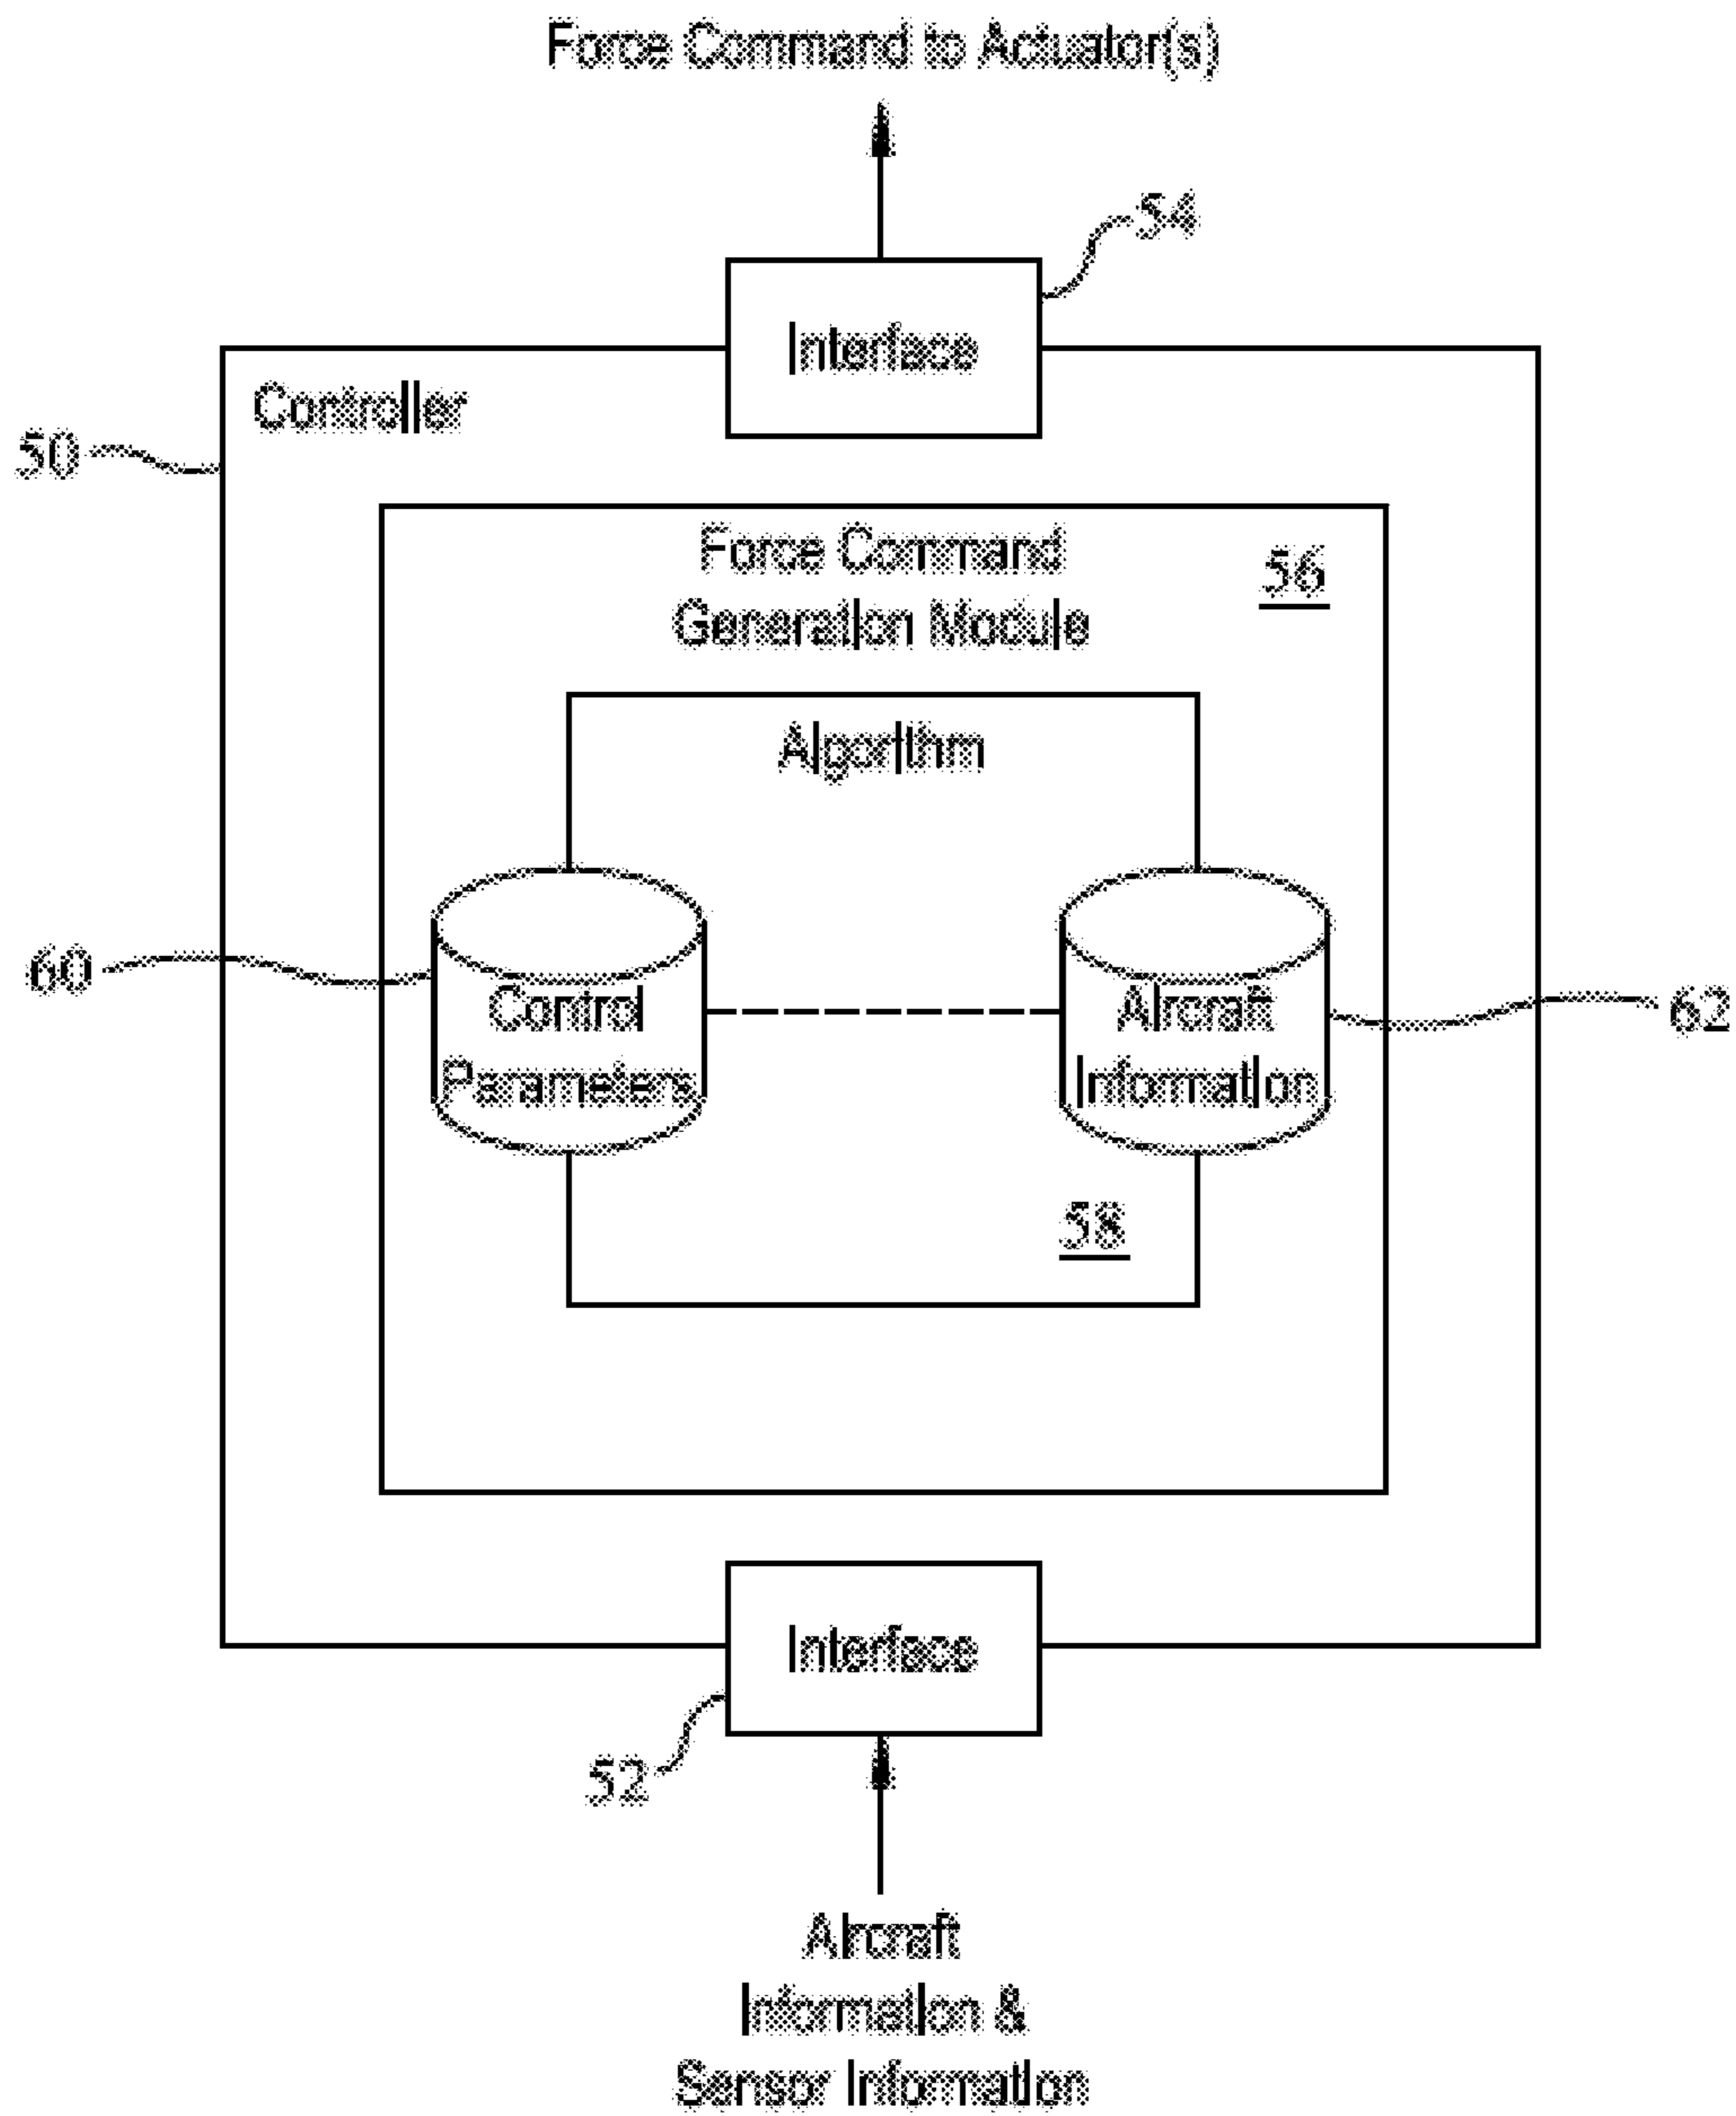 Force Command to Actuator(s)
54
Interface
Controller
50
Force Command
Generation Module
56
Algorithm
60
Control
Parameters
Aircraft
Information
62
58
Interface
52
Aircraft
Information &
Sensor Information